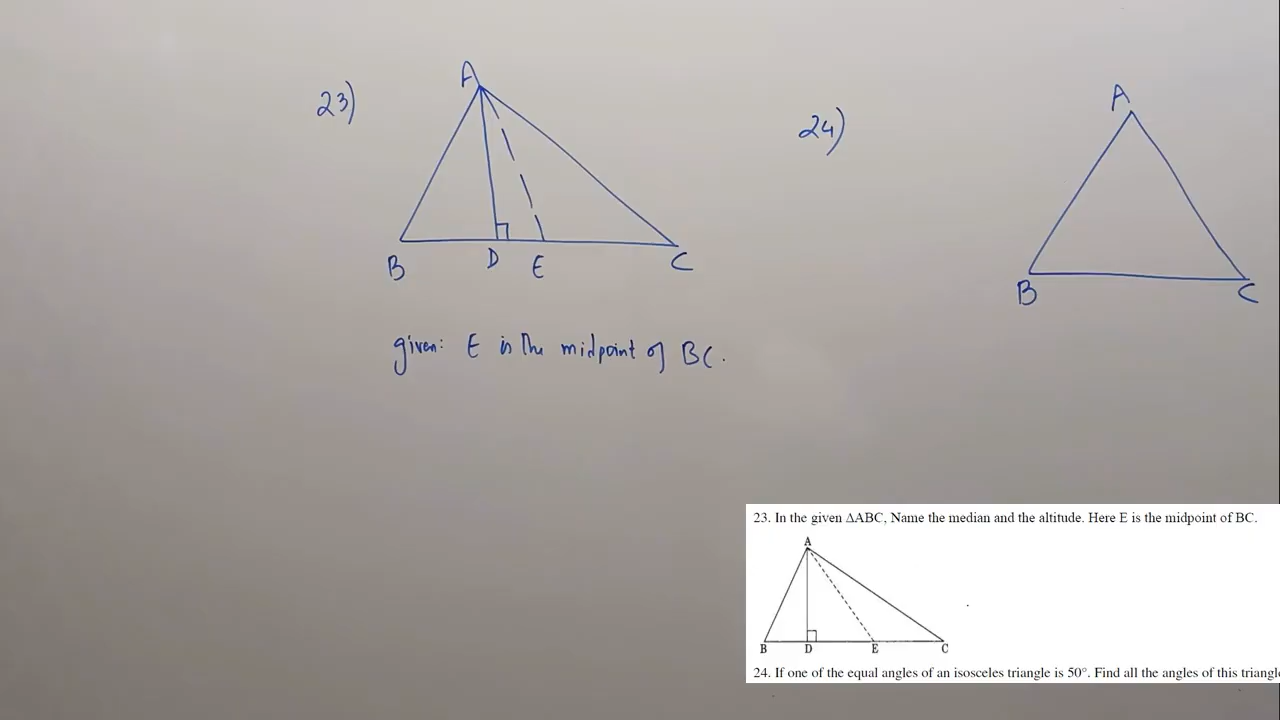 23)
A
B
D
E
C
given: E is the midpoint of BC.
24)
A
B
C
23. In the given ΔABC, Name the median and the altitude. Here E is the midpoint of BC.
A
B D E C
24. If one of the equal angles of an isosceles triangle is 50°. Find all the angles of this triangle